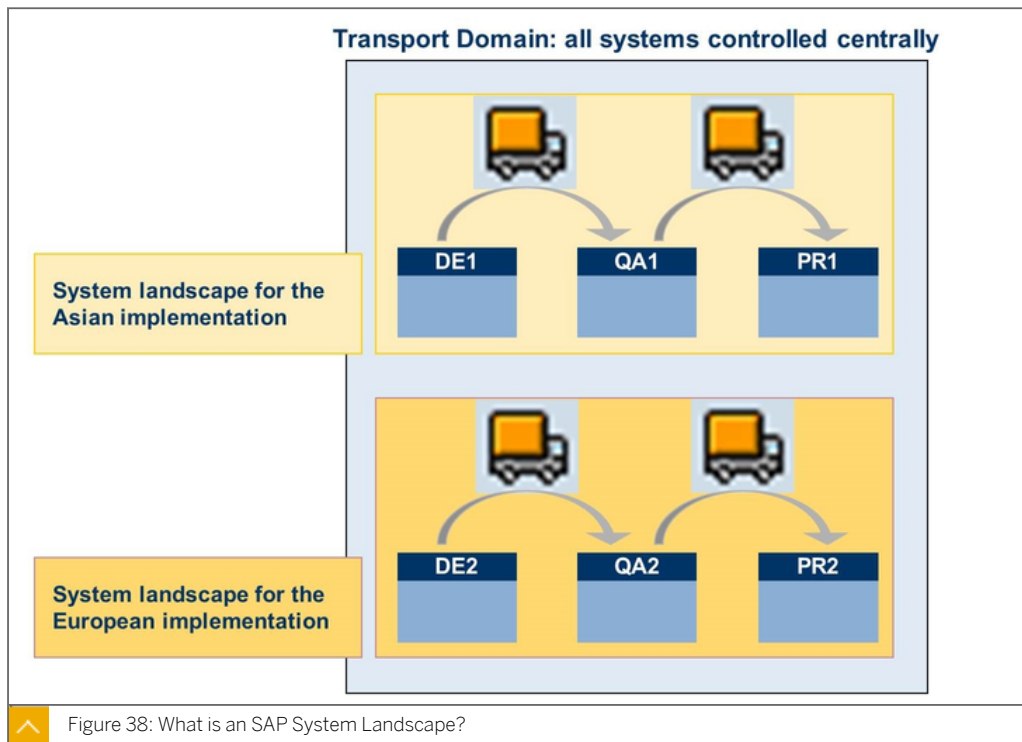 Transport Domain: all systems controlled centrally
DE1 QA1 PR1
System landscape for the
Asian implementation
DE2 QA2 PR2
System landscape for the
European implementation
Figure 38: What is an SAP System Landscape?